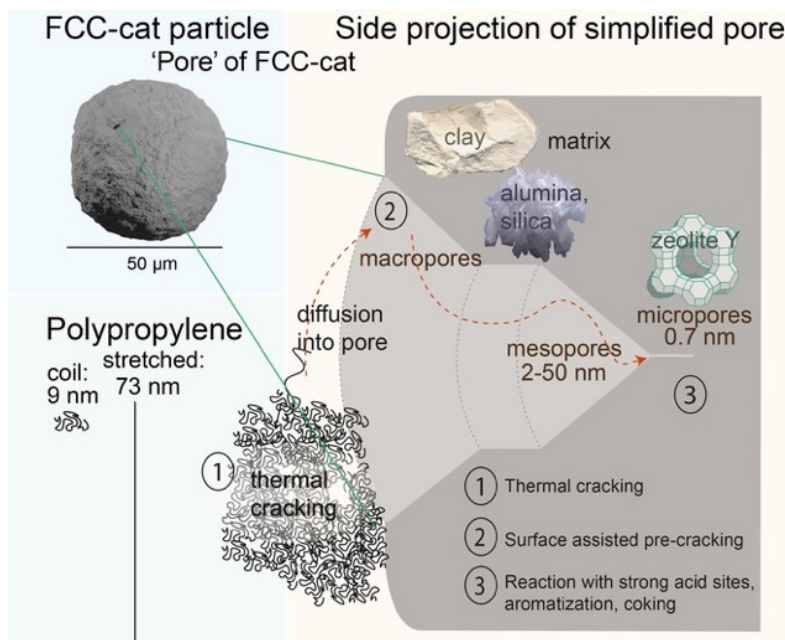 FCC-cat particle
'Pore' of FCC-cat
50 µm
Polypropylene
coil:
9 nm
stretched:
73 nm
Side projection of simplified pore
clay
matrix
alumina,
silica
2
macropores
zeolite Y
micropores
0.7 nm
diffusion
into pore
mesopores
2-50 nm
3
1
thermal
cracking
1 Thermal cracking
2 Surface assisted pre-cracking
3 Reaction with strong acid sites,
aromatization, coking